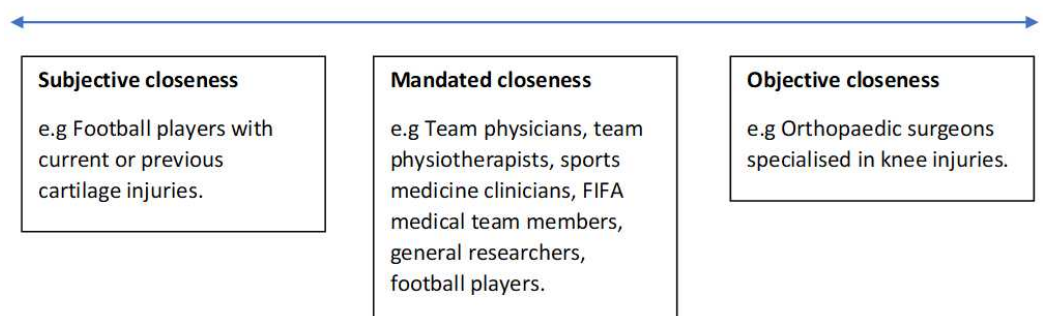 Subjective closeness
e.g Football players with
current or previous
cartilage injuries.
Mandated closeness
e.g Team physicians, team
physiotherapists, sports
medicine clinicians, FIFA
medical team members,
general researchers,
football players.
Objective closeness
e.g Orthopaedic surgeons
specialised in knee injuries.